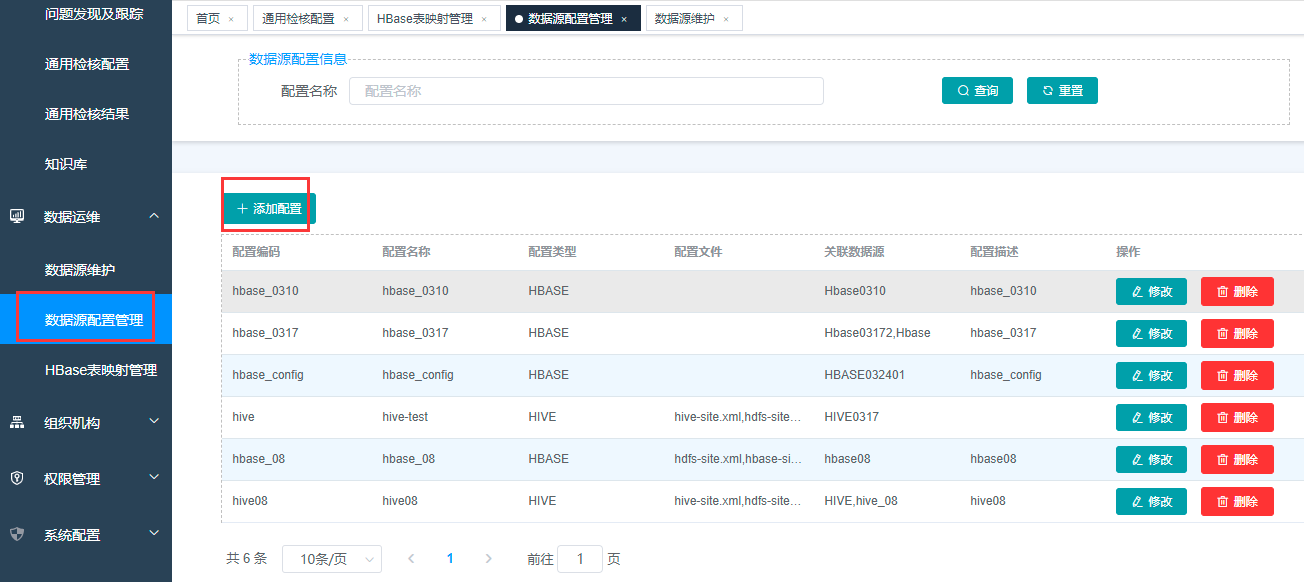 问题发现及跟踪
通用检核配置
通用检核结果
知识库
数据运维
数据源维护
数据源配置管理
HBase表映射管理
组织机构
权限管理
系统配置
首页 × 通用检核配置 × HBase表映射管理 × 数据源配置管理 × 数据源维护 ×
数据源配置信息
配置名称 配置名称 查询 重置
+ 添加配置
配置编码 配置名称 配置类型 配置文件 关联数据源 配置描述 操作
hbase_0310 hbase_0310 HBASE Hbase0310 hbase_0310 修改 删除
hbase_0317 hbase_0317 HBASE Hbase03172,Hbase hbase_0317 修改 删除
hbase_config hbase_config HBASE HBASE032401 hbase_config 修改 删除
hive hive-test HIVE hive-site.xml,hdfs-site... HIVE0317 修改 删除
hbase_08 hbase_08 HBASE hdfs-site.xml,hbase-si... hbase08 hbase08 修改 删除
hive08 hive08 HIVE hive-site.xml,hdfs-site... HIVE,hive_08 hive08 修改 删除
共 6 条 10条/页 < 1 > 前往 1 页